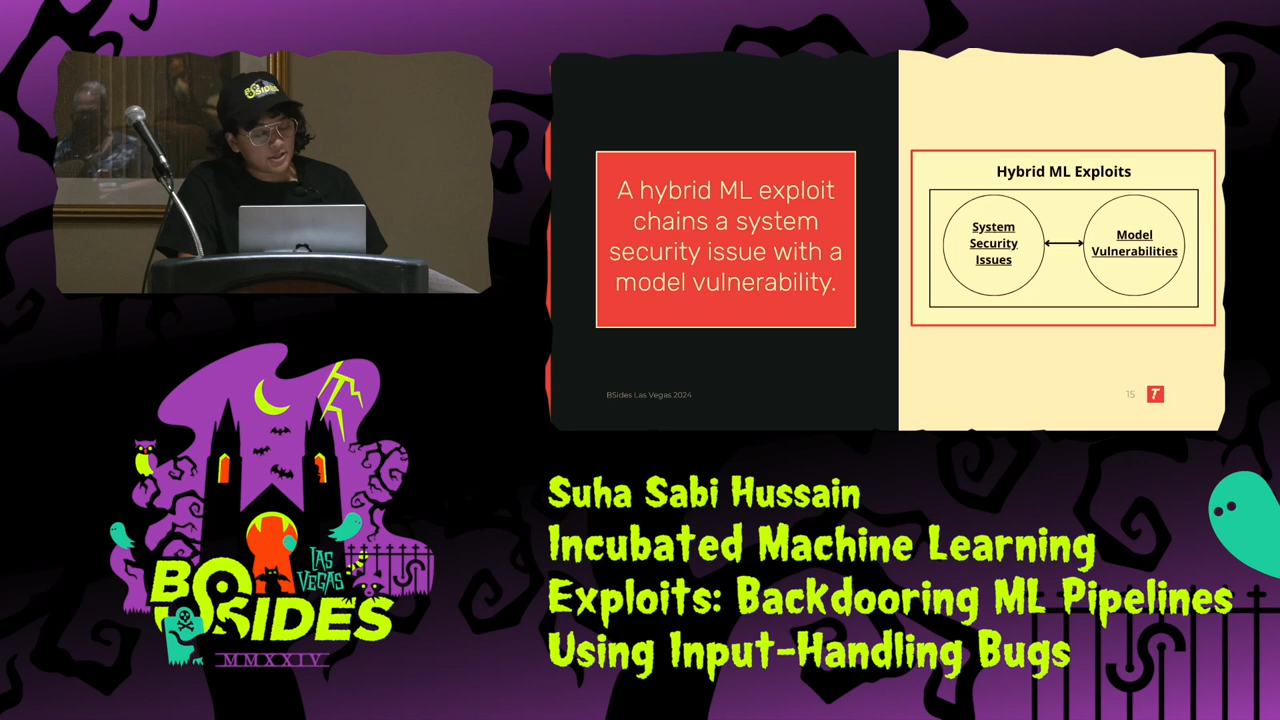 BSIDES
A hybrid ML exploit
chains a system
security issue with a
model vulnerability.
BSides Las Vegas 2024
Hybrid ML Exploits
System
Security
Issues
Model
Vulnerabilities
15
T
LAS
VEGAS
BSIDES
MMXXIV
Suha Sabi Hussain
Incubated Machine Learning
Exploits: Backdooring ML Pipelines
Using Input-Handling Bugs